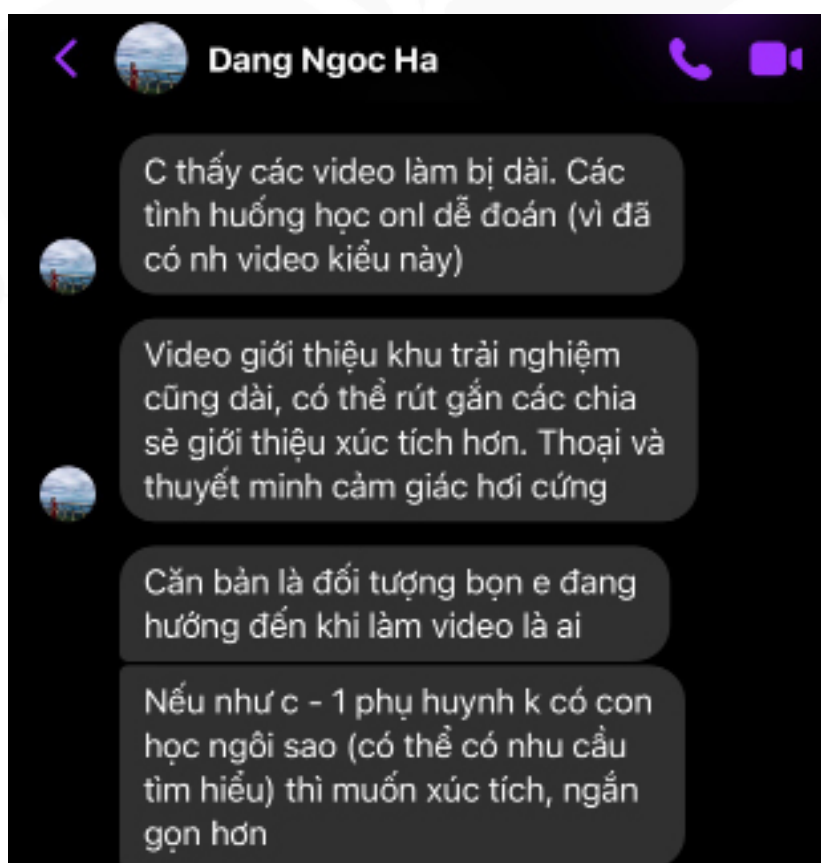 Dang Ngoc Ha
C thấy các video làm bị dài. Các
tình huống học onl dễ đoán (vì đã
có nh video kiểu này)
Video giới thiệu khu trải nghiệm
cũng dài, có thể rút gắn các chia
sẻ giới thiệu xúc tích hơn. Thoại và
thuyết minh cảm giác hơi cứng
Căn bản là đối tượng bọn e đang
hướng đến khi làm video là ai
Nếu như c - 1 phụ huynh k có con
học ngôi sao (có thể có nhu cầu
tìm hiểu) thì muốn xúc tích, ngắn
gọn hơn